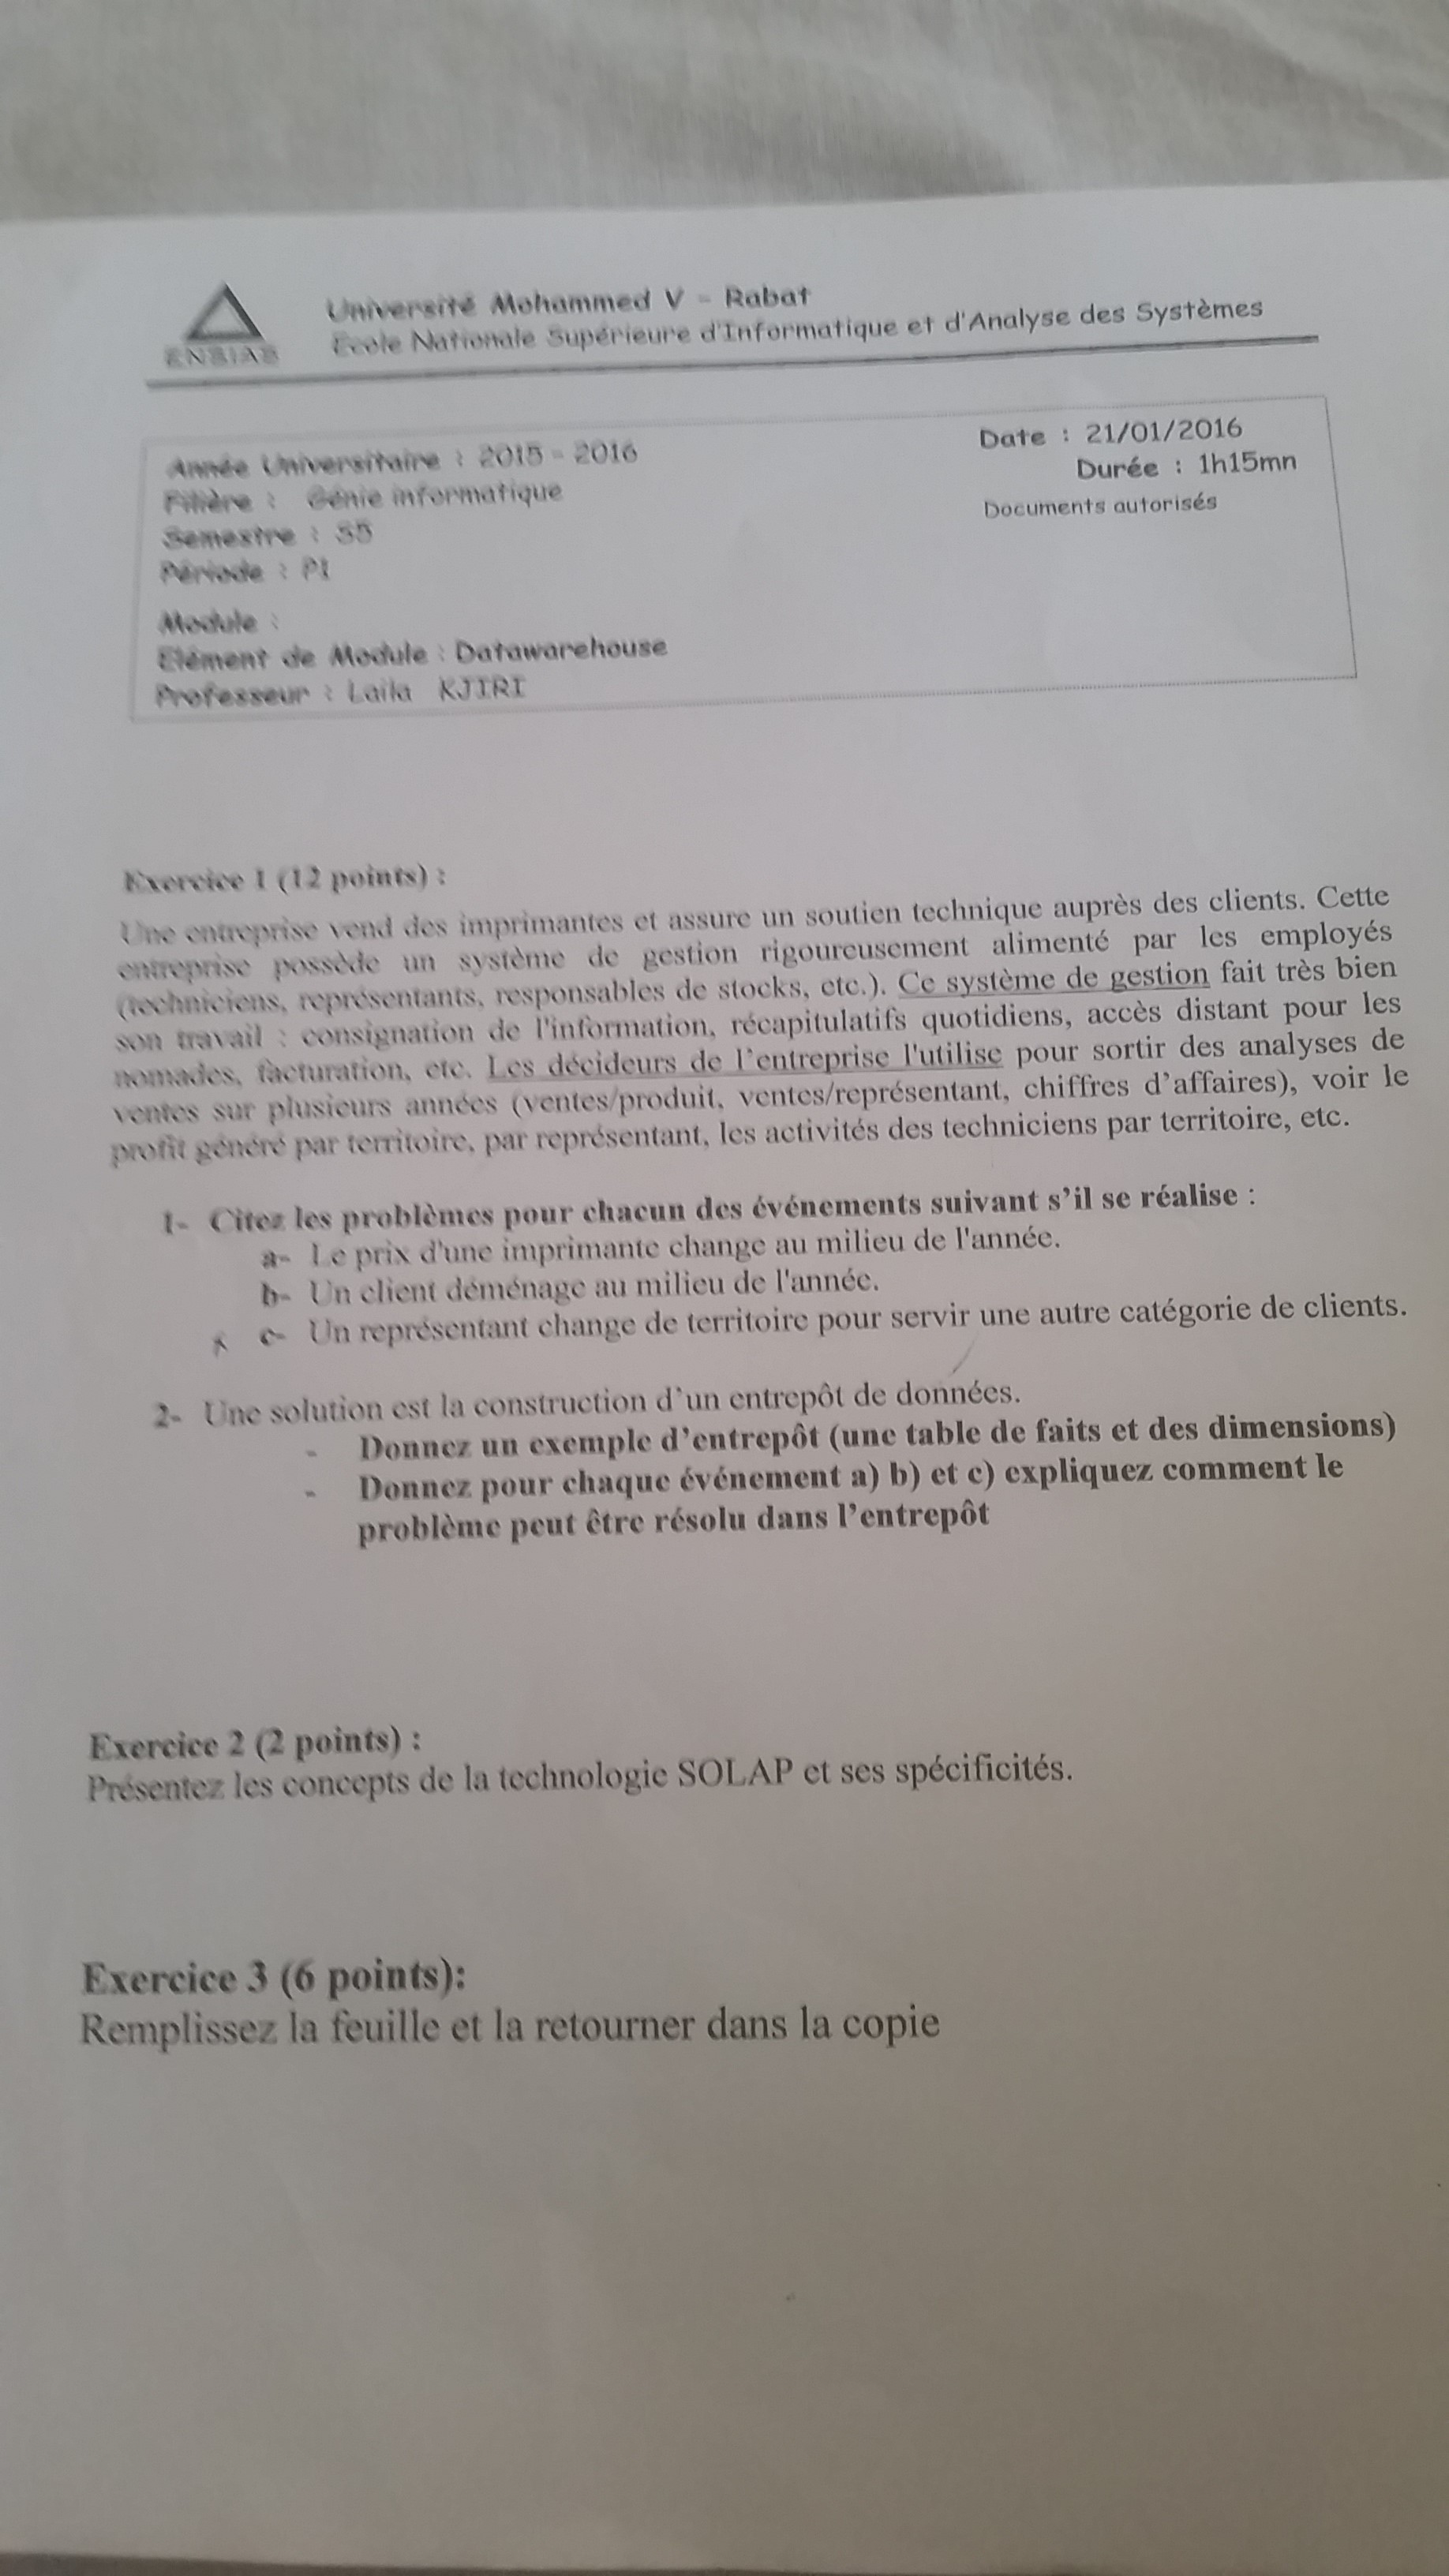 Université Mohammed V - Rabat
Ecole Nationale Supérieure d'Informatique et d'Analyse des Systèmes
ENSIAS
Année Universitaire : 2015 - 2016
Date : 21/01/2016
Filière : Génie informatique
Durée : 1h15mn
Semestre : S5
Documents autorisés
Période : P1
Module :
Elément de Module : Datawarehouse
Professeur : Laila KJIRI
Exercice 1 (12 points) :
Une entreprise vend des imprimantes et assure un soutien technique auprès des clients. Cette
entreprise possède un système de gestion rigoureusement alimenté par les employés
(techniciens, représentants, responsables de stocks, etc.). Ce système de gestion fait très bien
son travail : consignation de l'information, récapitulatifs quotidiens, accès distant pour les
nomades, facturation, etc. Les décideurs de l'entreprise l'utilise pour sortir des analyses de
ventes sur plusieurs années (ventes/produit, ventes/représentant, chiffres d'affaires), voir le
profit généré par territoire, par représentant, les activités des techniciens par territoire, etc.
1- Citez les problèmes pour chacun des événements suivant s'il se réalise :
a- Le prix d'une imprimante change au milieu de l'année.
b- Un client déménage au milieu de l'année.
c- Un représentant change de territoire pour servir une autre catégorie de clients.
2- Une solution est la construction d'un entrepôt de données.
- Donnez un exemple d'entrepôt (une table de faits et des dimensions)
- Donnez pour chaque événement a) b) et c) expliquez comment le
problème peut être résolu dans l'entrepôt
Exercice 2 (2 points) :
Présentez les concepts de la technologie SOLAP et ses spécificités.
Exercice 3 (6 points):
Remplissez la feuille et la retourner dans la copie